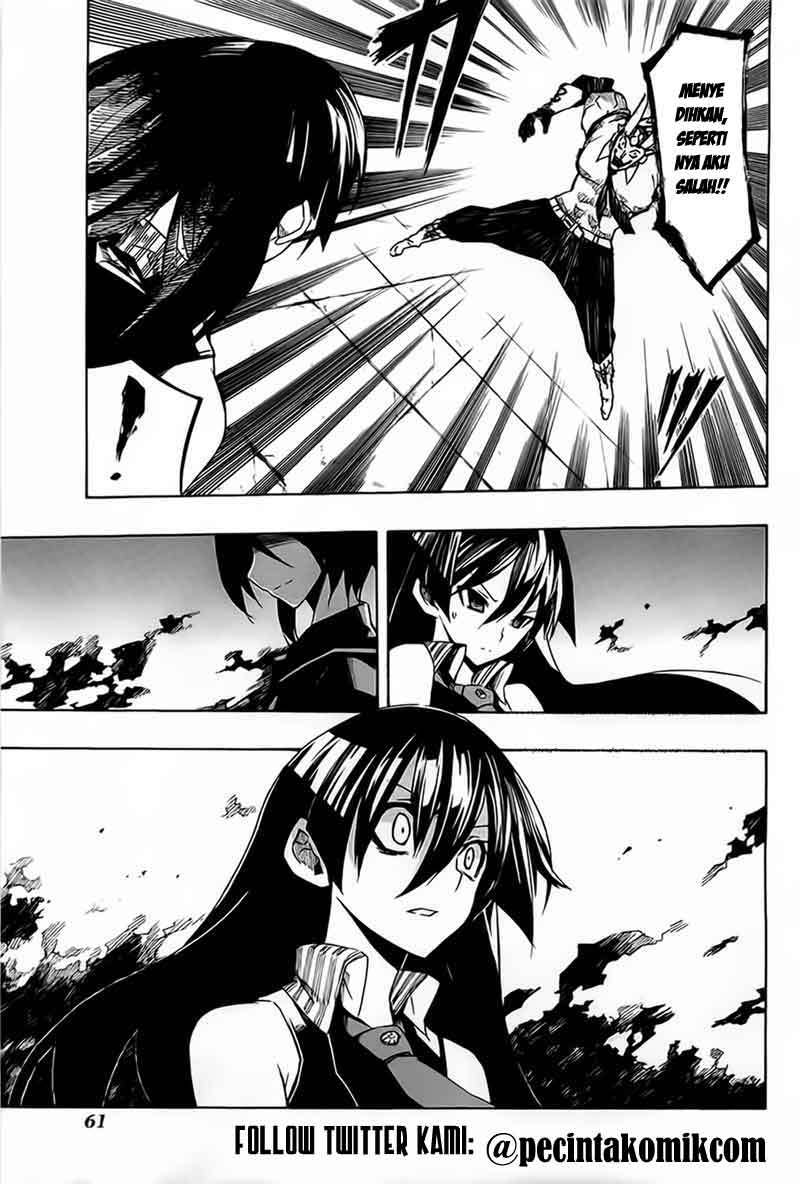 MENYE
DIHKAN,
SEPERTI
NYA AKU
SALAH!!
!
61
FOLLOW TWITTER KAMI: @pecintakomikcom